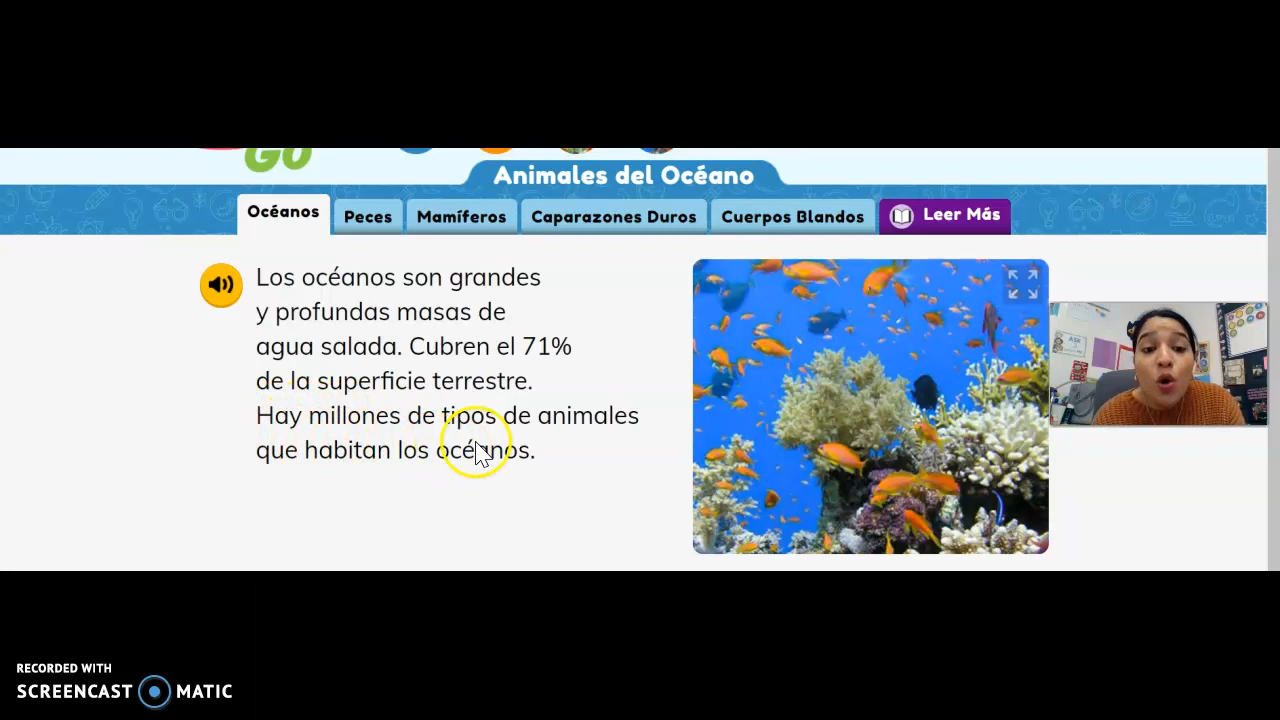 GO
Animales del Océano
Océanos
Peces
Mamíferos
Caparazones Duros
Cuerpos Blandos
Leer Más
Los océanos son grandes
y profundas masas de
agua salada. Cubren el 71%
de la superficie terrestre.
Hay millones de tipos de animales
que habitan los océanos.
RECORDED WITH
SCREENCAST MATIC